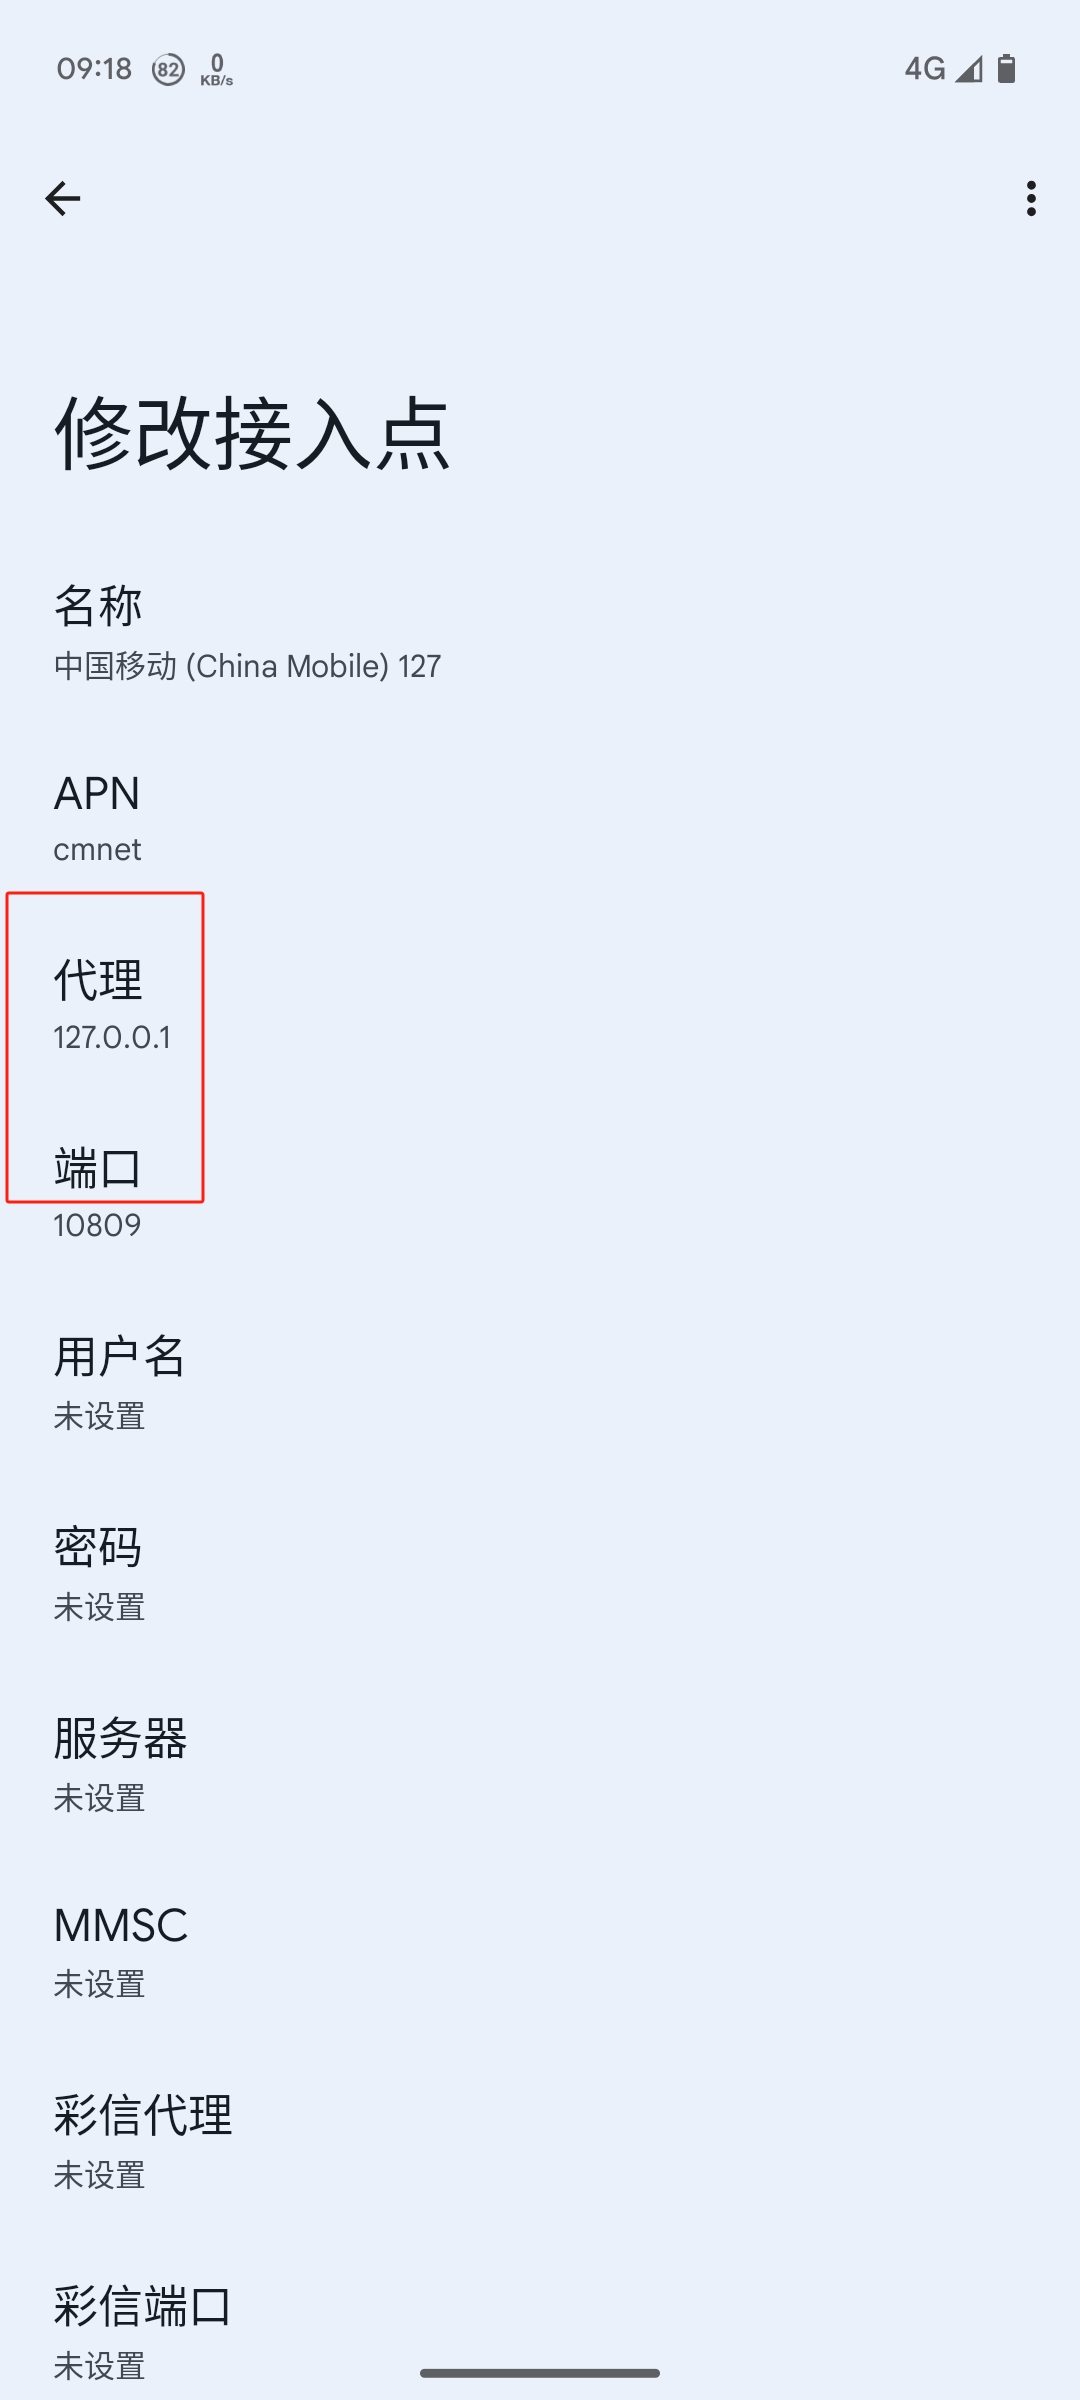 09:18 82 0 KB/s 4G
修改接入点
名称
中国移动 (China Mobile) 127
APN
cmnet
代理
127.0.0.1
端口
10809
用户名
未设置
密码
未设置
服务器
未设置
MMSC
未设置
彩信代理
未设置
彩信端口
未设置